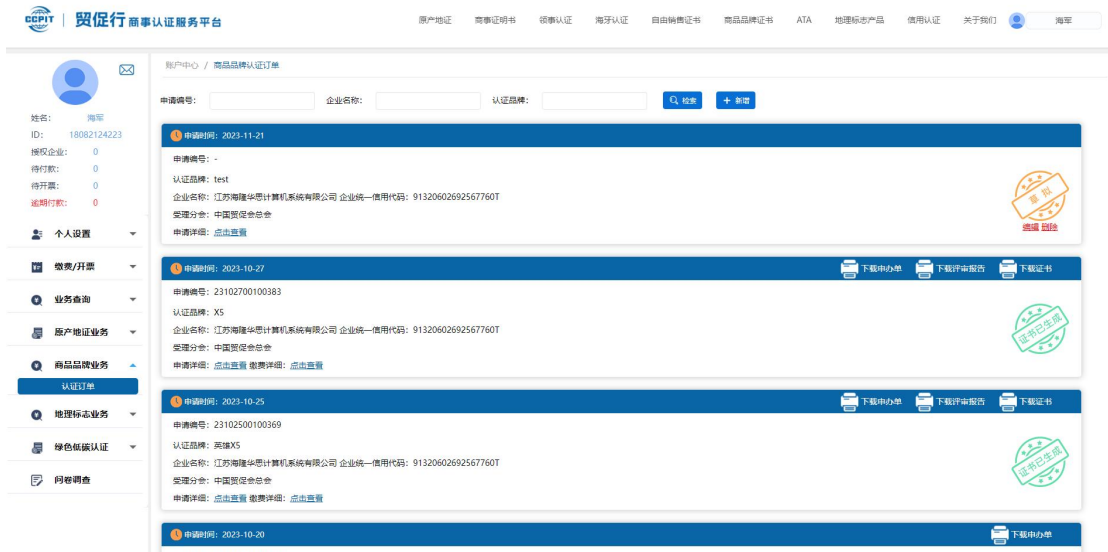 CCPIT 贸促行 商事认证服务平台
原产地证 商事证明书 领事认证 海牙认证 自由销售证书 商品品牌证书 ATA 地理标志产品 信用认证 关于我们 海军
账户中心 / 商品品牌认证订单
申请编号： 企业名称： 认证品牌： 检索 + 新增
姓名： 海军
ID： 18082124223
授权企业： 0
待付款： 0
待开票： 0
逾期付款： 0
个人设置
缴费/开票
业务查询
原产地证业务
商品品牌业务
认证订单
地理标志业务
绿色低碳认证
问卷调查
申请时间：2023-11-21
申请编号：-
认证品牌：test
企业名称：江苏海隆华思计算机系统有限公司 企业统一信用代码：91320602692567760T
受理分会：中国贸促会总会
申请详细：点击查看
草拟
编辑 删除
申请时间：2023-10-27 下载申办单 下载评审报告 下载证书
申请编号：23102700100383
认证品牌：X5
企业名称：江苏海隆华思计算机系统有限公司 企业统一信用代码：91320602692567760T
受理分会：中国贸促会总会
申请详细：点击查看 缴费详细：点击查看
证书已生成
申请时间：2023-10-25 下载申办单 下载评审报告 下载证书
申请编号：23102500100369
认证品牌：英雄X5
企业名称：江苏海隆华思计算机系统有限公司 企业统一信用代码：91320602692567760T
受理分会：中国贸促会总会
申请详细：点击查看 缴费详细：点击查看
证书已生成
申请时间：2023-10-20 下载申办单